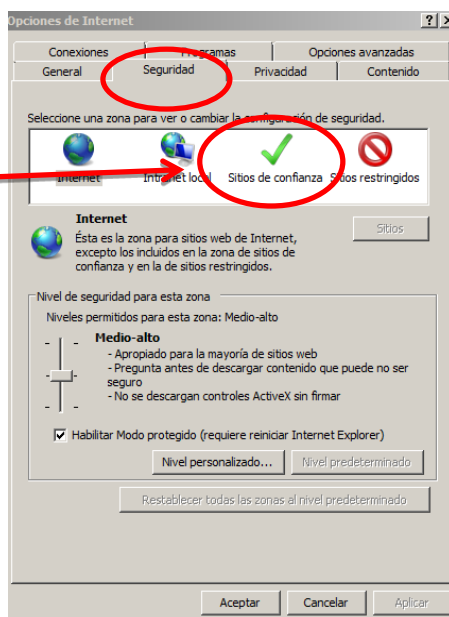 Opciones de Internet
Conexiones Programas Opciones avanzadas
General Seguridad Privacidad Contenido
Seleccione una zona para ver o cambiar la configuración de seguridad.
Internet Intranet local Sitios de confianza Sitios restringidos
Internet
Sitios
Ésta es la zona para sitios web de Internet,
excepto los incluidos en la zona de sitios de
confianza y en la de sitios restringidos.
Nivel de seguridad para esta zona
Niveles permitidos para esta zona: Medio-alto
Medio-alto
- Apropiado para la mayoría de sitios web
- Pregunta antes de descargar contenido que puede no ser
seguro
- No se descargan controles ActiveX sin firmar
Habilitar Modo protegido (requiere reiniciar Internet Explorer)
Nivel personalizado... Nivel predeterminado
Restablecer todas las zonas al nivel predeterminado
Aceptar Cancelar Aplicar